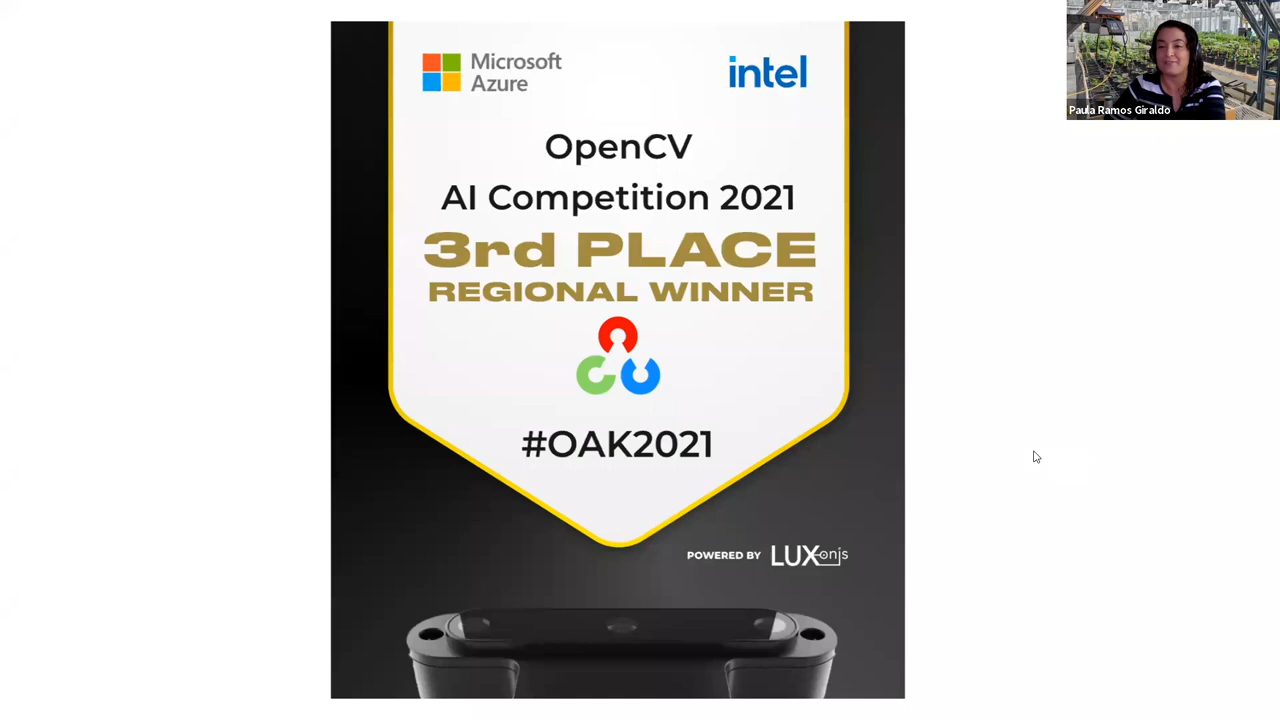 Microsoft
Azure
intel
OpenCV
AI Competition 2021
3rd PLACE
REGIONAL WINNER
#OAK2021
POWERED BY LUXonis
Paula Ramos Giraldo